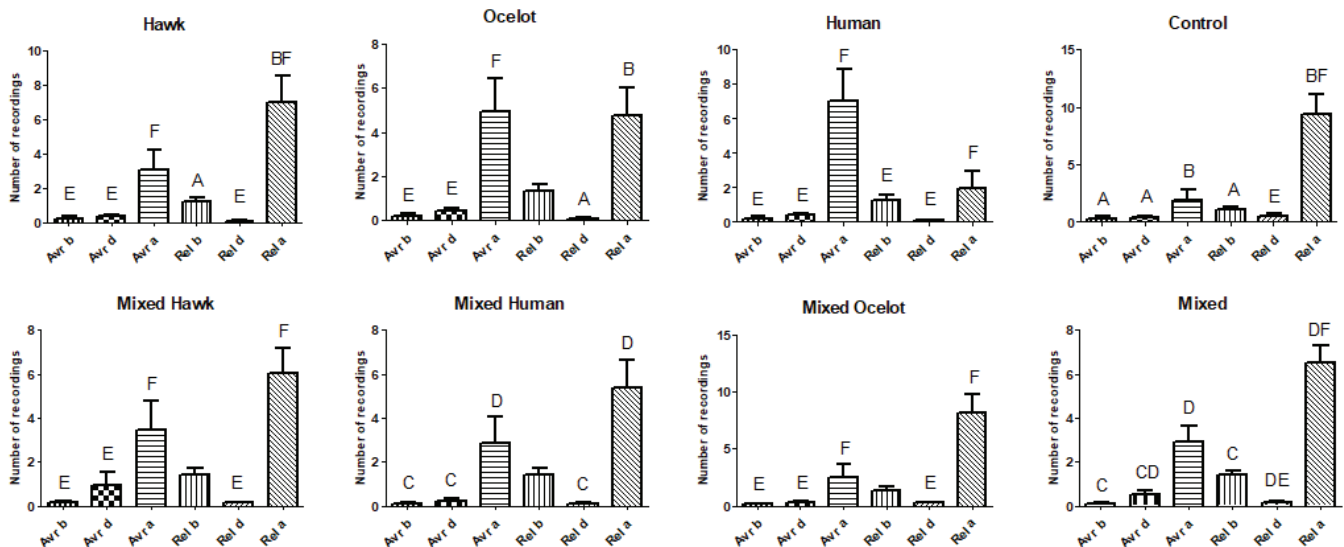 Hawk
Number of recordings
10
8
6
4
2
0
E
E
F
A
E
BF
Avr b
Avr d
Avr a
Rel b
Rel d
Rel a
Ocelot
Number of recordings
8
6
4
2
0
E
E
F
A
B
Avr b
Avr d
Avr a
Rel b
Rel d
Rel a
Human
Number of recordings
10
8
6
4
2
0
E
E
F
E
E
F
Avr b
Avr d
Avr a
Rel b
Rel d
Rel a
Control
Number of recordings
15
10
5
0
A
A
B
A
E
BF
Avr b
Avr d
Avr a
Rel b
Rel d
Rel a
Mixed Hawk
Number of recordings
8
6
4
2
0
E
E
F
E
F
Avr b
Avr d
Avr a
Rel b
Rel d
Rel a
Mixed Human
Number of recordings
8
6
4
2
0
C
C
D
C
D
Avr b
Avr d
Avr a
Rel b
Rel d
Rel a
Mixed Ocelot
Number of recordings
15
10
5
0
E
E
F
E
F
Avr b
Avr d
Avr a
Rel b
Rel d
Rel a
Mixed
Number of recordings
8
6
4
2
0
C
CD
D
C
DE
DF
Avr b
Avr d
Avr a
Rel b
Rel d
Rel a